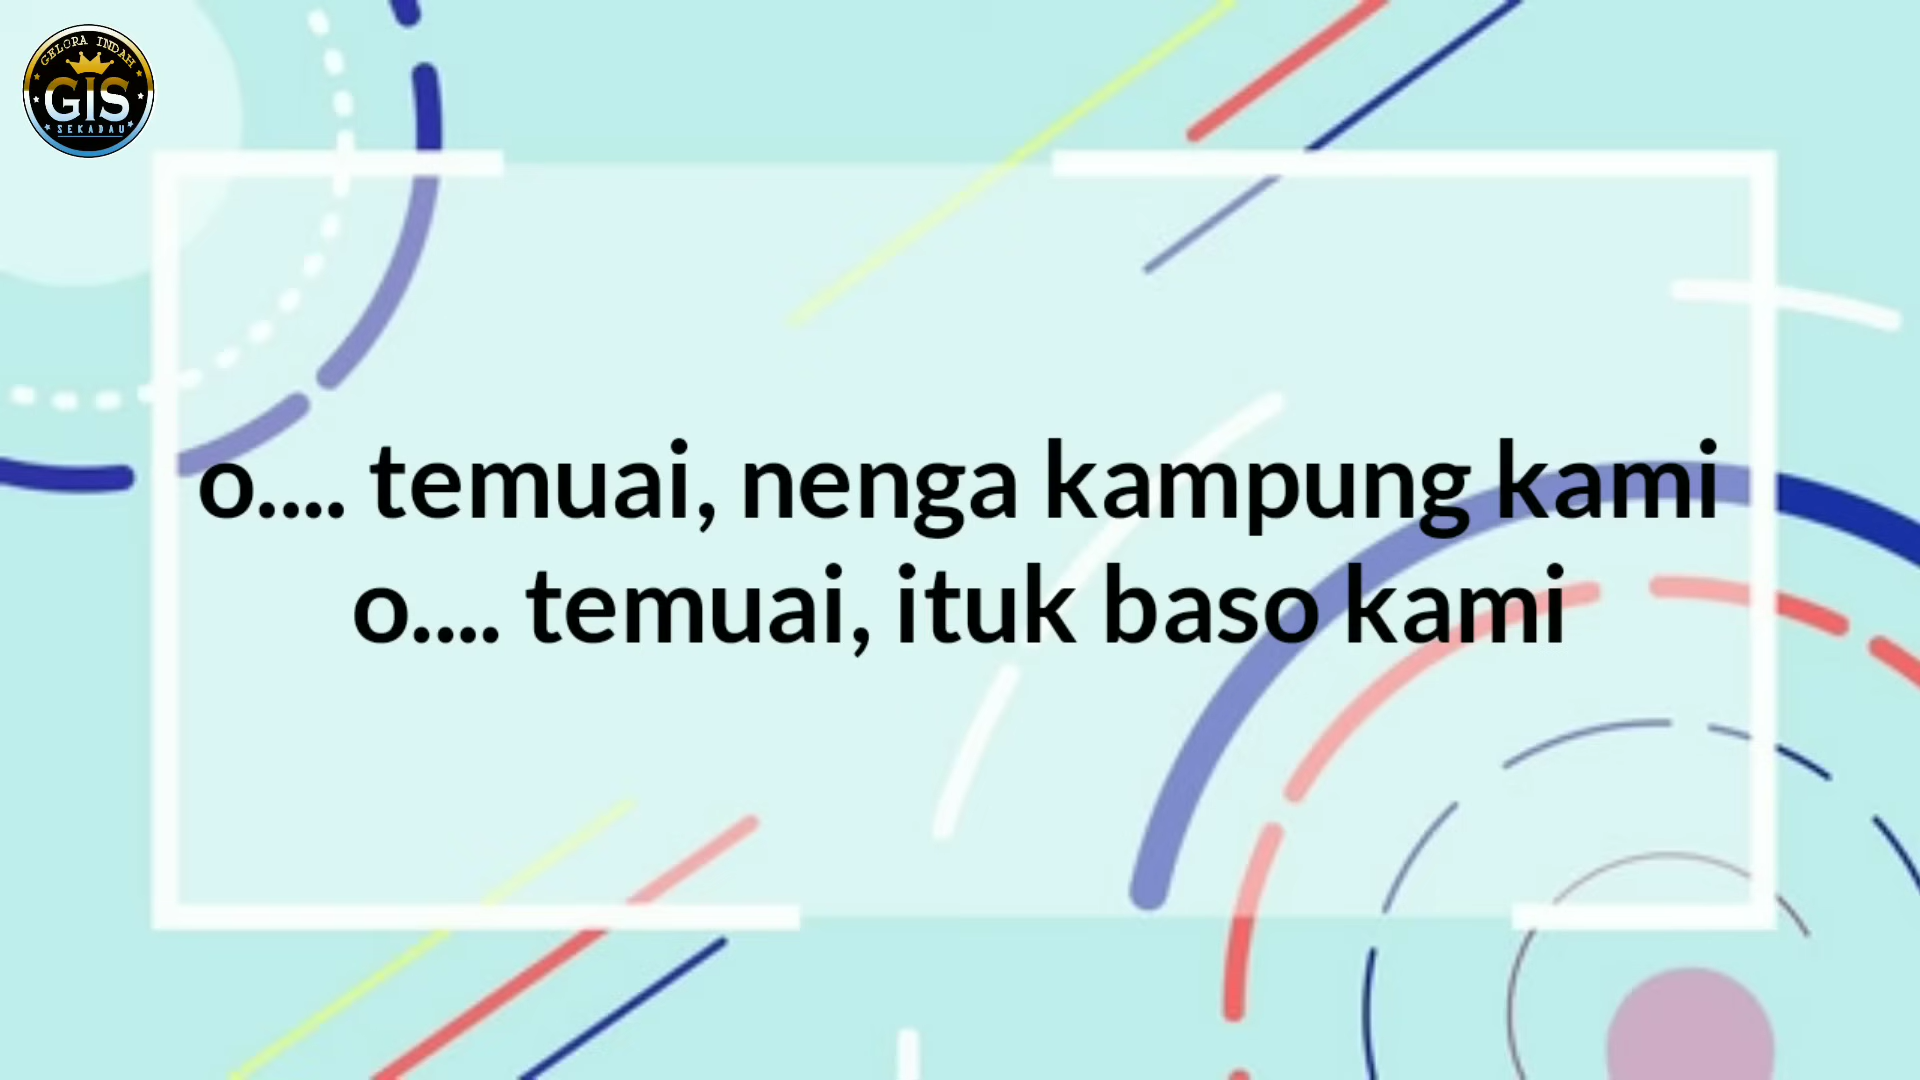 GELORA INDAH
GIS
SEKADAU
o.... temuai, nenga kampung kami
o.... temuai, ituk baso kami